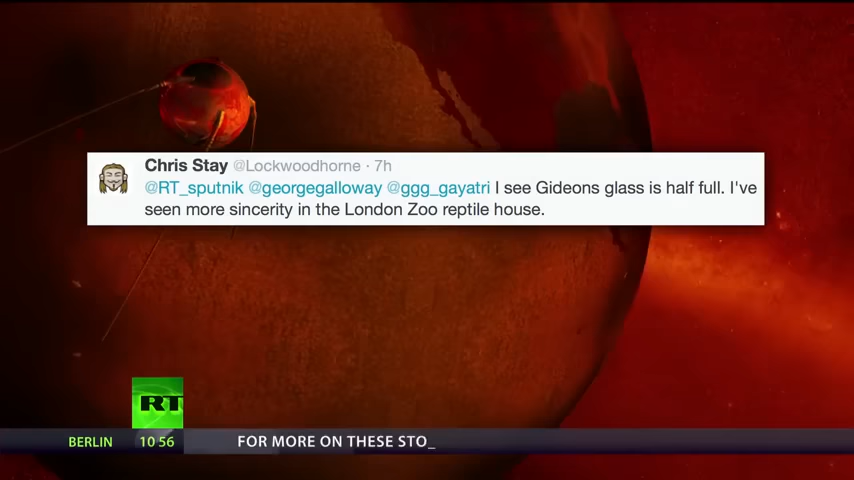 Chris Stay @Lockwoodhorne · 7h
@RT_sputnik @georgegalloway @ggg_gayatri I see Gideons glass is half full. I've
seen more sincerity in the London Zoo reptile house.
RT
BERLIN 10 56 FOR MORE ON THESE STO_